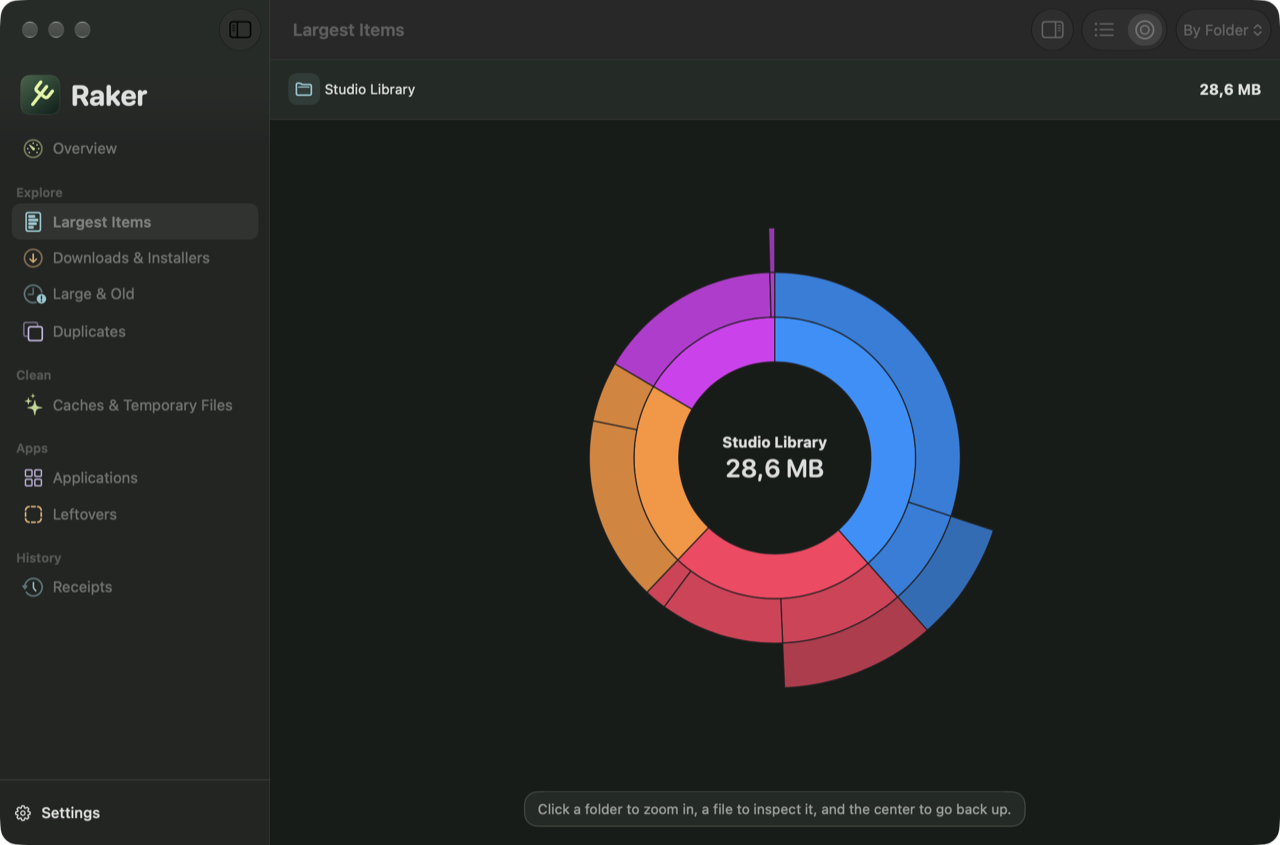 Raker
Overview
Explore
Largest Items
Downloads & Installers
Large & Old
Duplicates
Clean
Caches & Temporary Files
Apps
Applications
Leftovers
History
Receipts
Settings
Largest Items
By Folder
Studio Library
28,6 MB
Studio Library
28,6 MB
Click a folder to zoom in, a file to inspect it, and the center to go back up.